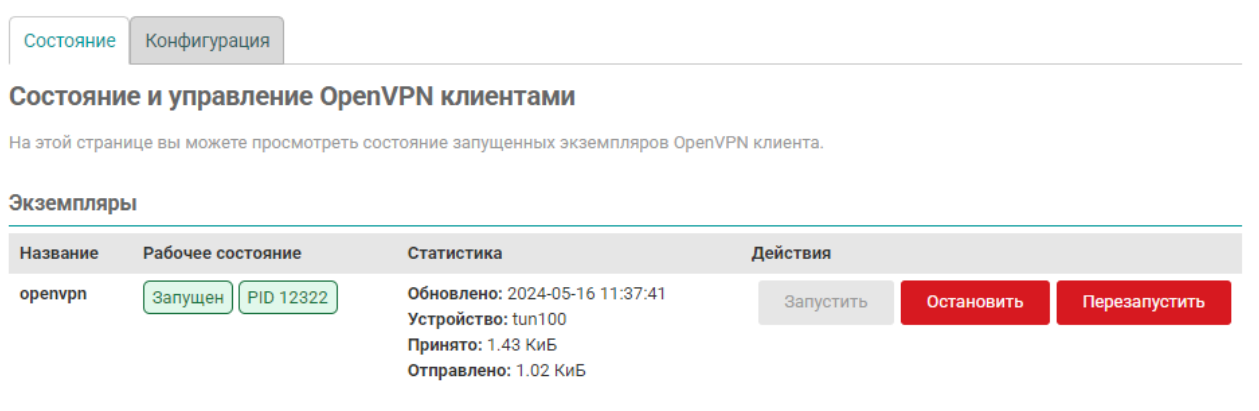 Состояние Конфигурация
Состояние и управление OpenVPN клиентами
На этой странице вы можете просмотреть состояние запущенных экземпляров OpenVPN клиента.
Экземпляры
Название Рабочее состояние Статистика Действия
openvpn Запущен PID 12322 Обновлено: 2024-05-16 11:37:41 Запустить Остановить Перезапустить
Устройство: tun100
Принято: 1.43 КиБ
Отправлено: 1.02 КиБ